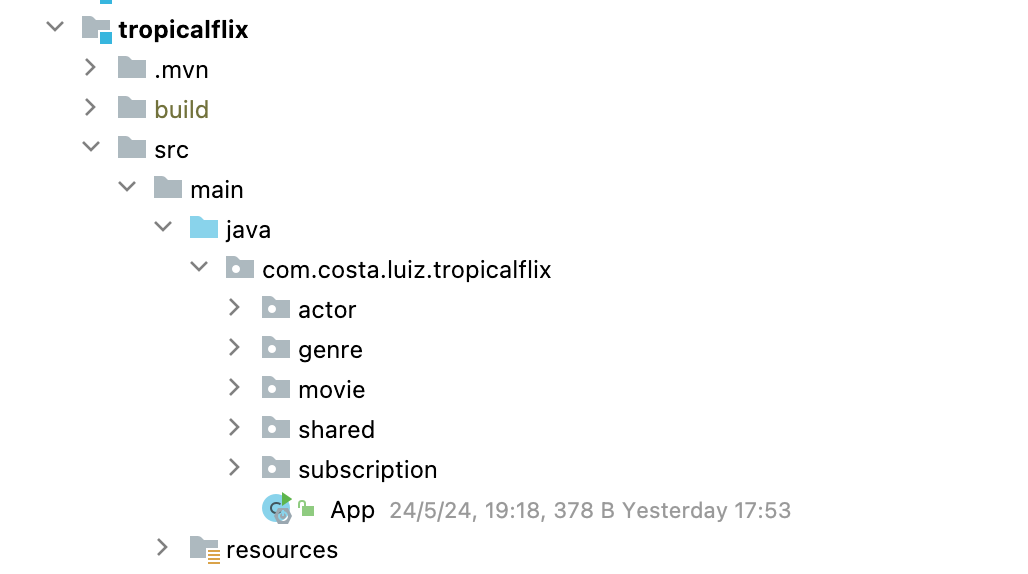 tropicalflix
.mvn
build
src
main
java
com.costa.luiz.tropicalflix
actor
genre
movie
shared
subscription
App 24/5/24, 19:18, 378 B Yesterday 17:53
resources